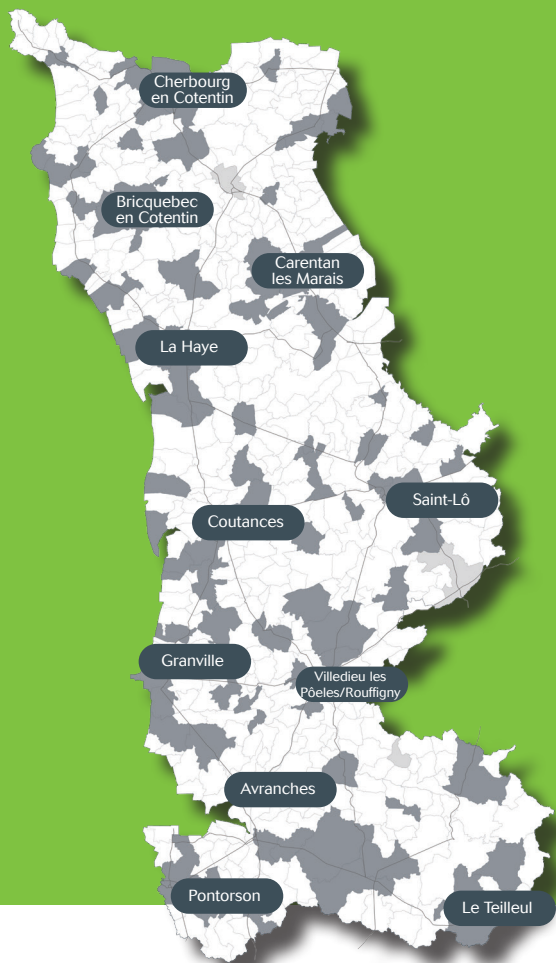 Cherbourg
en Cotentin
Bricquebec
en Cotentin
Carentan
les Marais
La Haye
Saint-Lô
Coutances
Granville
Villedieu les
Pôeles/Rouffigny
Avranches
Pontorson
Le Teilleul